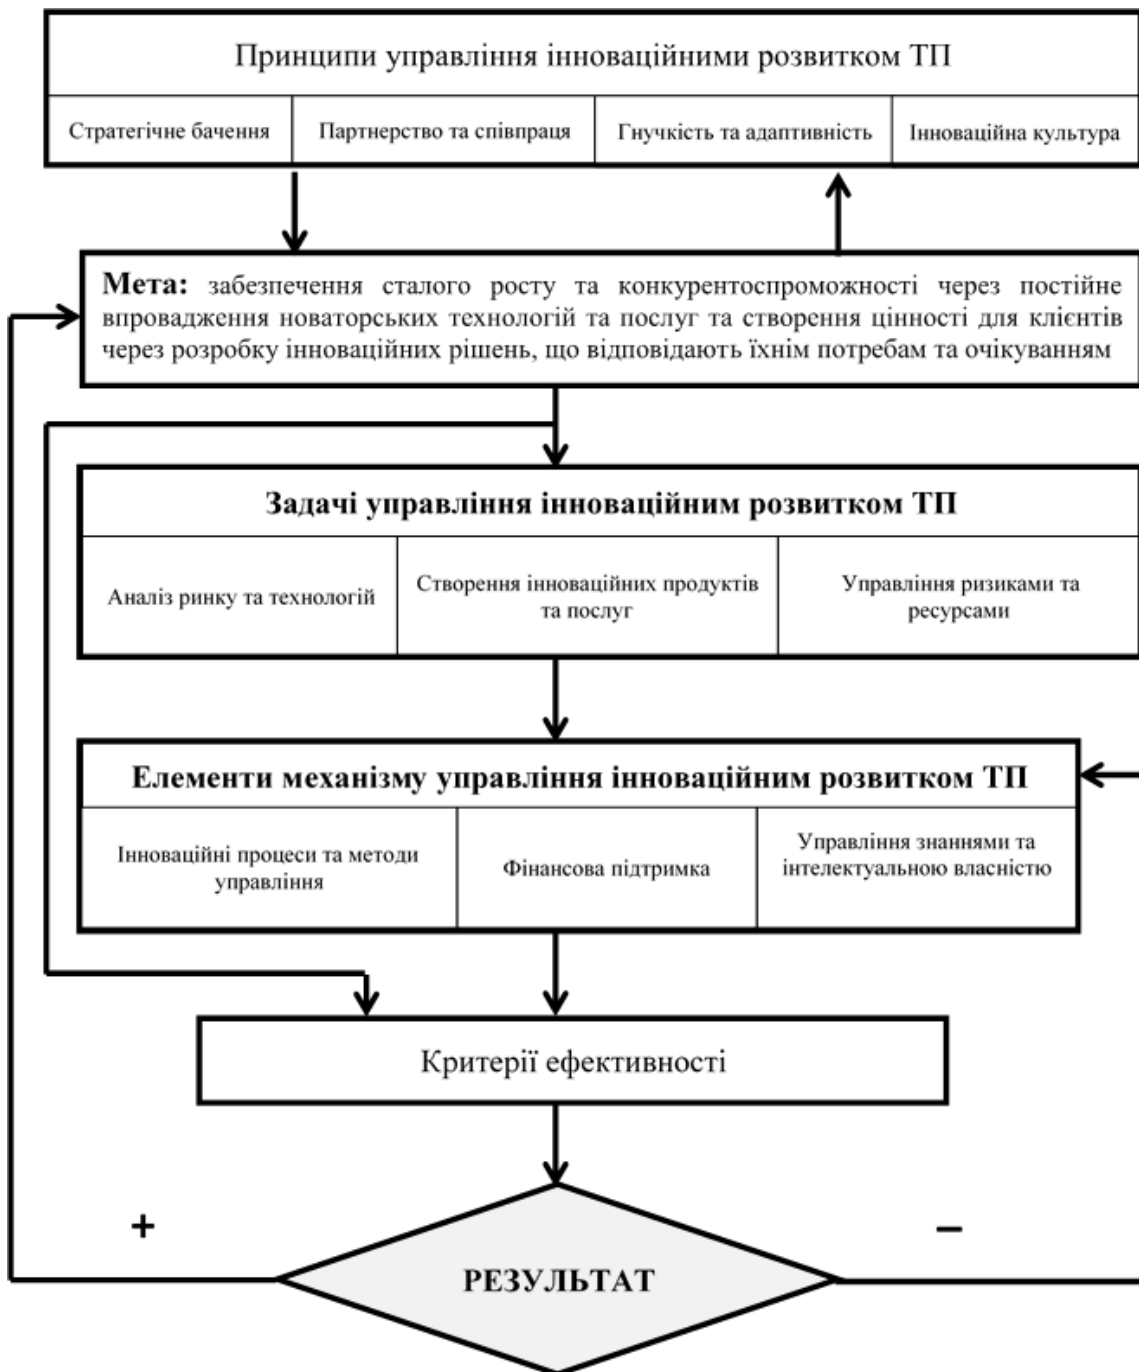 Принципи управління інноваційними розвитком ТП
Стратегічне бачення
Партнерство та співпраця
Гнучкість та адаптивність
Інноваційна культура
Мета: забезпечення сталого росту та конкурентоспроможності через постійне
впровадження новаторських технологій та послуг та створення цінності для клієнтів
через розробку інноваційних рішень, що відповідають їхнім потребам та очікуванням
Задачі управління інноваційним розвитком ТП
Аналіз ринку та технологій
Створення інноваційних продуктів
та послуг
Управління ризиками та
ресурсами
Елементи механізму управління інноваційним розвитком ТП
Інноваційні процеси та методи
управління
Фінансова підтримка
Управління знаннями та
інтелектуальною власністю
Критерії ефективності
+
–
РЕЗУЛЬТАТ